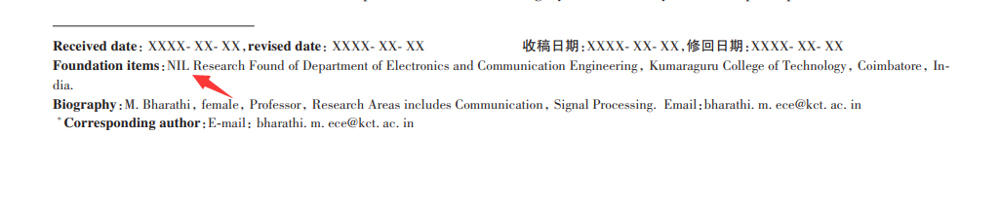 Received date: XXXX- XX- XX,revised date: XXXX- XX- XX 收稿日期:XXXX- XX- XX,修回日期:XXXX- XX- XX
Foundation items:NIL Research Found of Department of Electronics and Communication Engineering, Kumaraguru College of Technology, Coimbatore, In-
dia.
Biography:M. Bharathi, female, Professor, Research Areas includes Communication, Signal Processing. Email:bharathi. m. ece@kct. ac. in
*Corresponding author:E-mail: bharathi. m. ece@kct. ac. in